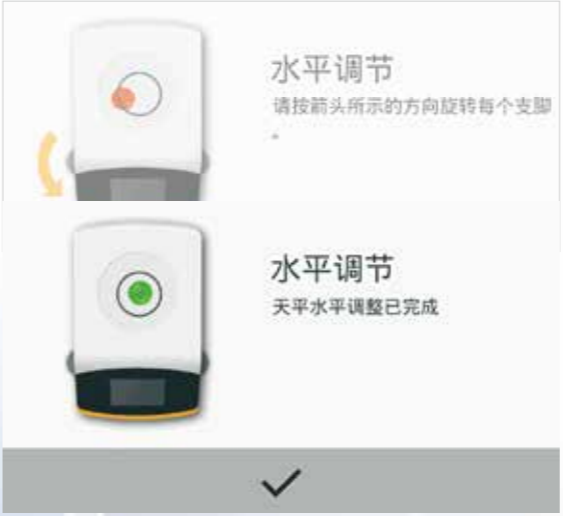 水平调节
请按箭头所示的方向旋转每个支脚
。
水平调节
天平水平调整已完成